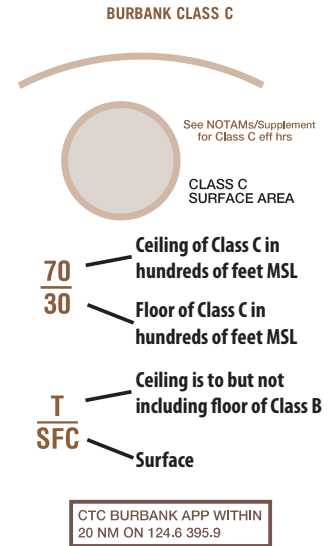 BURBANK CLASS C
See NOTAMs/Supplement
for Class C eff hrs
CLASS C
SURFACE AREA
70
30
Ceiling of Class C in
hundreds of feet MSL
Floor of Class C in
hundreds of feet MSL
T
SFC
Ceiling is to but not
including floor of Class B
Surface
CTC BURBANK APP WITHIN
20 NM ON 124.6 395.9